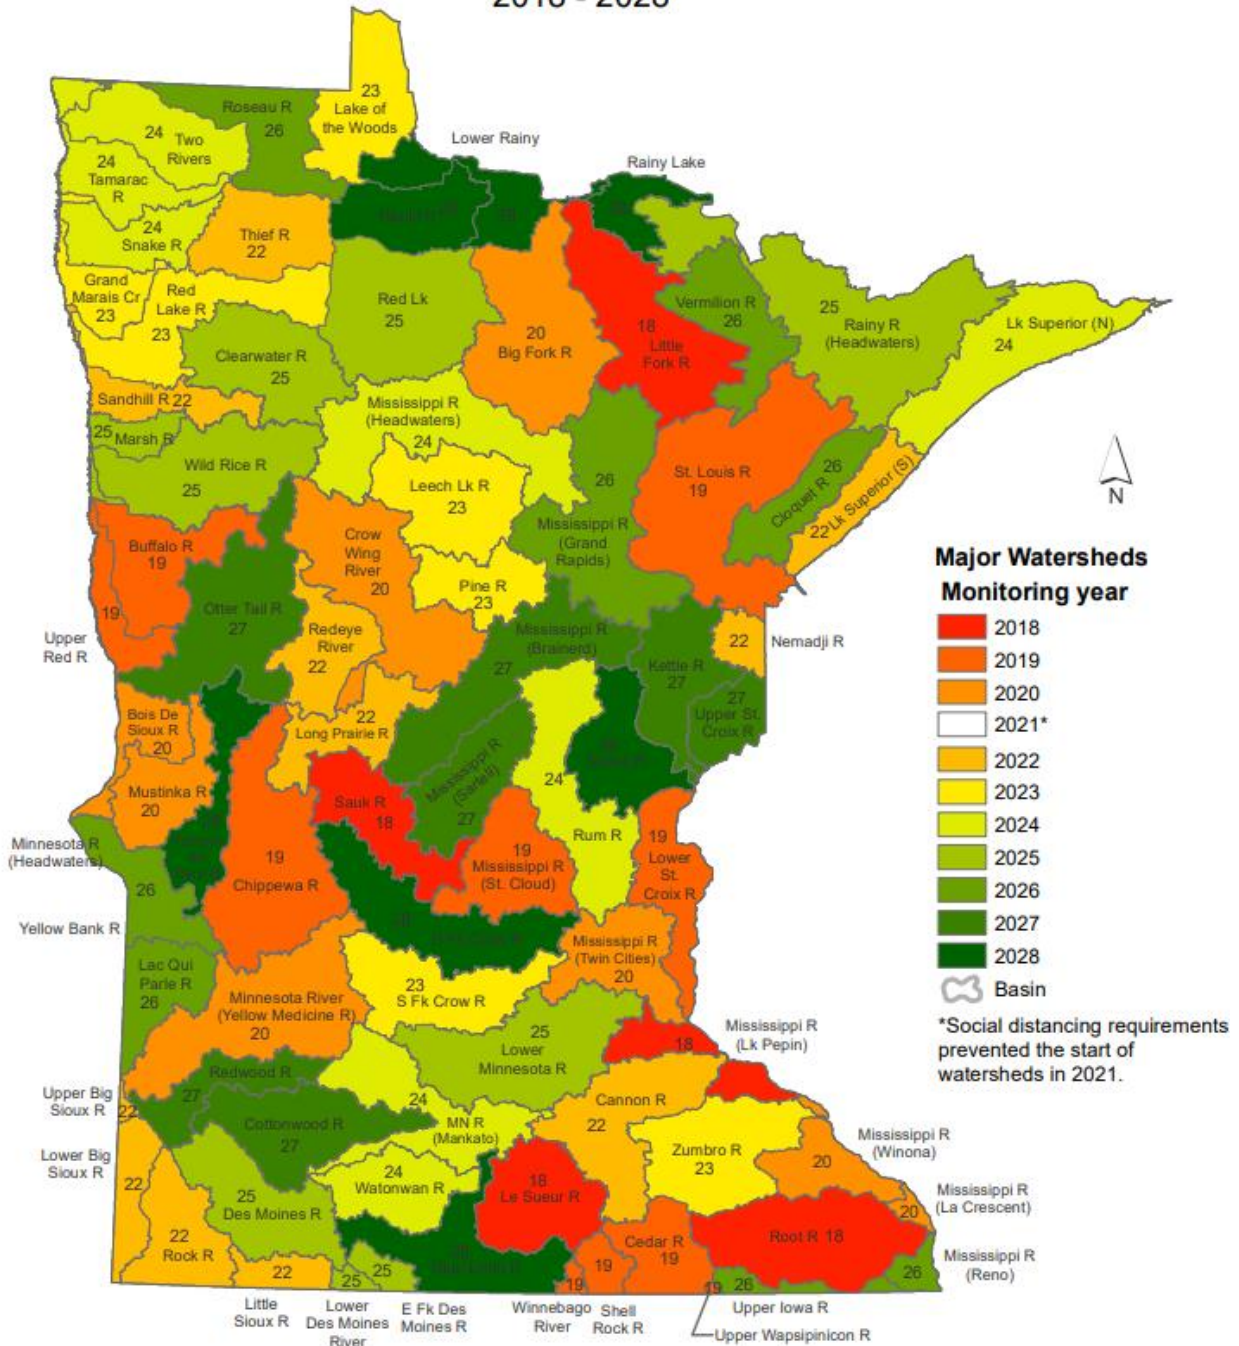 2018 - 2028
23
Lake of
the Woods
Roseau R
26
Lower Rainy
Rainy Lake
24 Two
Rivers
24
Tamarac
R
24
Snake R
Thief R
22
Grand
Marais Cr
23
Red
Lake R
23
Red Lk
25
20
Big Fork R
18
Little
Fork R
Vermilion R
26
25
Rainy R
(Headwaters)
Lk Superior (N)
24
Clearwater R
25
Sandhill R 22
Mississippi R
(Headwaters)
24
25 Marsh R
Wild Rice R
25
Leech Lk R
23
26
Mississippi R
(Grand
Rapids)
St. Louis R
19
26
Cloquet R
22 Lk Superior (S)
N
Buffalo R
19
19
Crow
Wing
River
20
Pine R
23
Otter Tail R
27
Redeye
River
22
Mississippi R
(Brainerd)
27
Kettle R
27
22
Nemadji R
Upper
Red R
27
Upper St.
Croix R
Bois De
Sioux R
20
22
Long Prairie R
Mustinka R
20
Sauk R
18
Mississippi R
(Sartell)
27
24
Rum R
Minnesota R
(Headwaters)
26
19
Chippewa R
19
Mississippi R
(St. Cloud)
19
Lower
St.
Croix R
Yellow Bank R
Lac Qui
Parle R
26
Mississippi R
(Twin Cities)
20
23
S Fk Crow R
Minnesota River
(Yellow Medicine R)
20
25
Lower
Minnesota R
18
Mississippi R
(Lk Pepin)
Redwood R
27
Upper Big
Sioux R
22
Cottonwood R
27
24
MN R
(Mankato)
Cannon R
22
Zumbro R
23
Mississippi R
(Winona)
20
Lower Big
Sioux R
22
24
Watonwan R
18
Le Sueur R
Mississippi R
(La Crescent)
20
25
Des Moines R
22
Rock R
Cedar R
19
19
Root R 18
Mississippi R
(Reno)
26
22
25
25
19
19
26
Little
Sioux R
Lower
Des Moines
River
E Fk Des
Moines R
Winnebago
River
Shell
Rock R
Upper Iowa R
Upper Wapsipinicon R
Major Watersheds
Monitoring year
2018
2019
2020
2021*
2022
2023
2024
2025
2026
2027
2028
Basin
*Social distancing requirements
prevented the start of
watersheds in 2021.